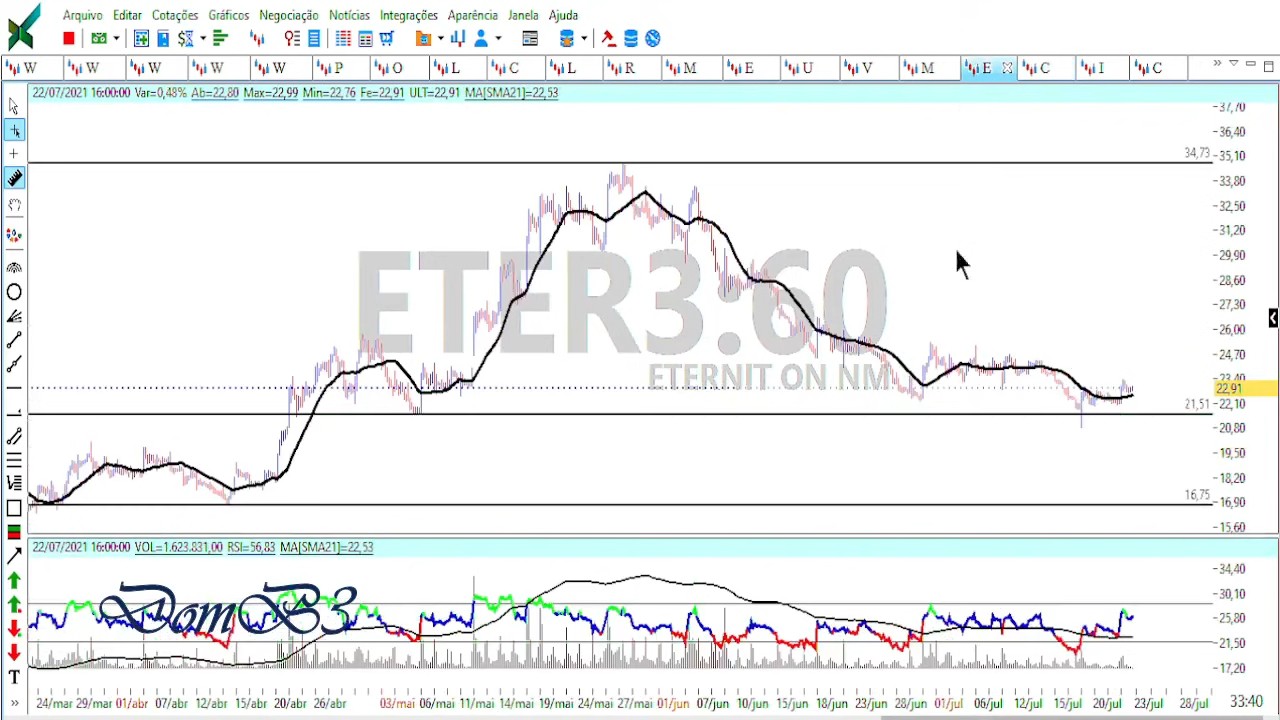 Arquivo Editar Cotações Gráficos Negociação Notícias Integrações Aparência Janela Ajuda
W W W W W P O L C L R M E U V M E C I C
22/07/2021 16:00:00 Var=0,48% Ab=22,80 Max=22,99 Min=22,76 Fe=22,91 ULT=22,91 MA[SMA21]=22,53
37,70
36,40
34,73 35,10
33,80
32,50
31,20
29,90
28,60
27,30
26,00
24,70
23,40
22,91
21,51 22,10
20,80
19,50
18,20
16,75 16,90
15,60
ETER3:60
ETERNIT ON NM
22/07/2021 16:00:00 VOL=1.623.831,00 RSI=56,83 MA[SMA21]=22,53
34,40
30,10
25,80
21,50
17,20
DomB3
T
24/mar 29/mar 01/abr 07/abr 12/abr 15/abr 20/abr 26/abr 03/mai 06/mai 11/mai 14/mai 19/mai 24/mai 27/mai 01/jun 07/jun 10/jun 15/jun 18/jun 23/jun 28/jun 01/jul 06/jul 12/jul 15/jul 20/jul 23/jul 28/jul 33:40